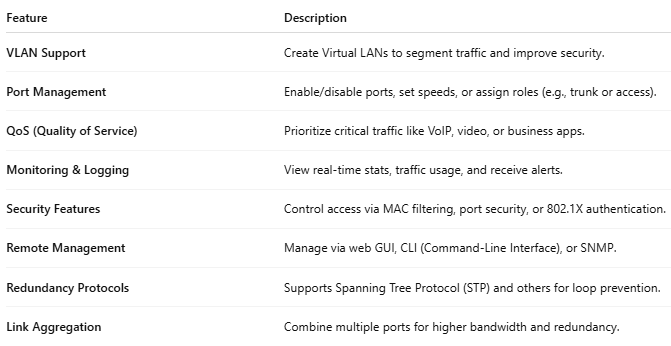 Feature Description
VLAN Support Create Virtual LANs to segment traffic and improve security.
Port Management Enable/disable ports, set speeds, or assign roles (e.g., trunk or access).
QoS (Quality of Service) Prioritize critical traffic like VoIP, video, or business apps.
Monitoring & Logging View real-time stats, traffic usage, and receive alerts.
Security Features Control access via MAC filtering, port security, or 802.1X authentication.
Remote Management Manage via web GUI, CLI (Command-Line Interface), or SNMP.
Redundancy Protocols Supports Spanning Tree Protocol (STP) and others for loop prevention.
Link Aggregation Combine multiple ports for higher bandwidth and redundancy.